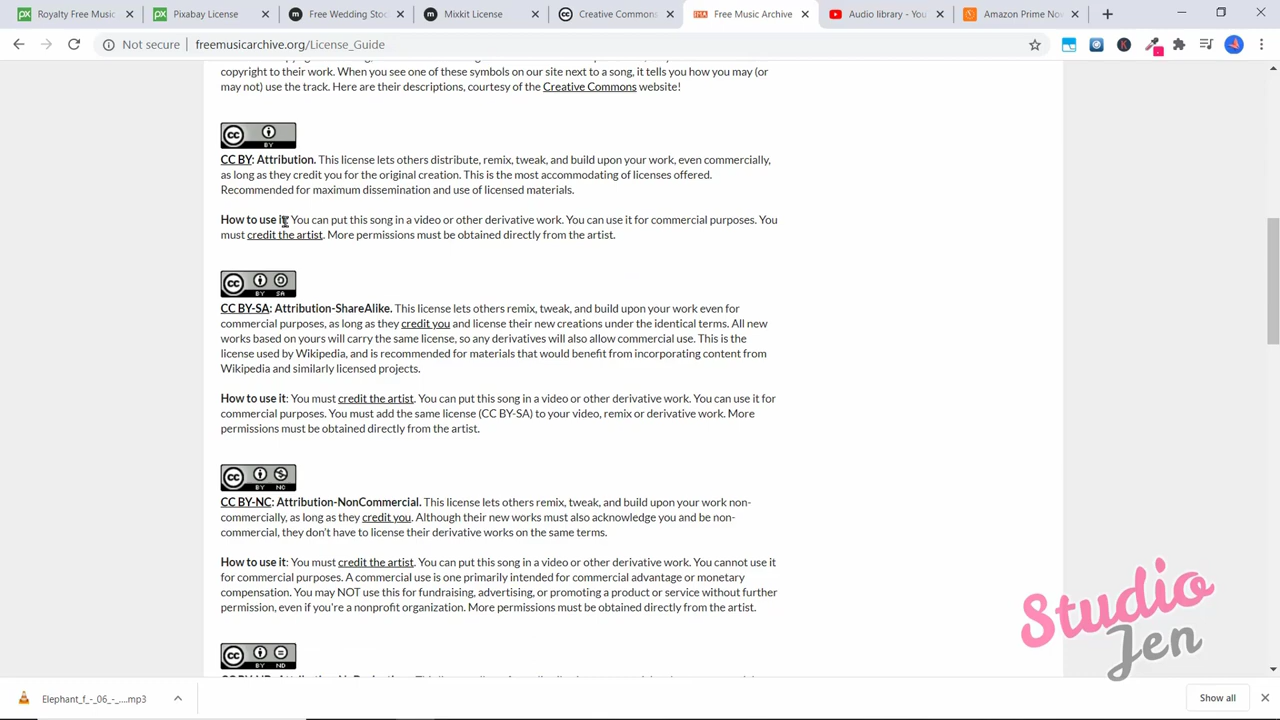 Royalty Free Music
Pixabay License
Free Wedding Stoc
Mixkit License
Creative Commons
Free Music Archive
Audio library - You
Amazon Prime No
Not secure
freemusicarchive.org/License_Guide
copyright to their work. When you see one of these symbols on our site next to a song, it tells you how you may (or
may not) use the track. Here are their descriptions, courtesy of the Creative Commons website!
cc BY
CC BY: Attribution. This license lets others distribute, remix, tweak, and build upon your work, even commercially,
as long as they credit you for the original creation. This is the most accommodating of licenses offered.
Recommended for maximum dissemination and use of licensed materials.
How to use it: You can put this song in a video or other derivative work. You can use it for commercial purposes. You
must credit the artist. More permissions must be obtained directly from the artist.
cc BY SA
CC BY-SA: Attribution-ShareAlike. This license lets others remix, tweak, and build upon your work even for
commercial purposes, as long as they credit you and license their new creations under the identical terms. All new
works based on yours will carry the same license, so any derivatives will also allow commercial use. This is the
license used by Wikipedia, and is recommended for materials that would benefit from incorporating content from
Wikipedia and similarly licensed projects.
How to use it: You must credit the artist. You can put this song in a video or other derivative work. You can use it for
commercial purposes. You must add the same license (CC BY-SA) to your video, remix or derivative work. More
permissions must be obtained directly from the artist.
cc BY NC
CC BY-NC: Attribution-NonCommercial. This license lets others remix, tweak, and build upon your work non-
commercially, as long as they credit you. Although their new works must also acknowledge you and be non-
commercial, they don't have to license their derivative works on the same terms.
How to use it: You must credit the artist. You can put this song in a video or other derivative work. You cannot use it
for commercial purposes. A commercial use is one primarily intended for commercial advantage or monetary
compensation. You may NOT use this for fundraising, advertising, or promoting a product or service without further
permission, even if you're a nonprofit organization. More permissions must be obtained directly from the artist.
cc BY ND
Studio
Jen
Elephant_f_-_06_-_....mp3
Show all